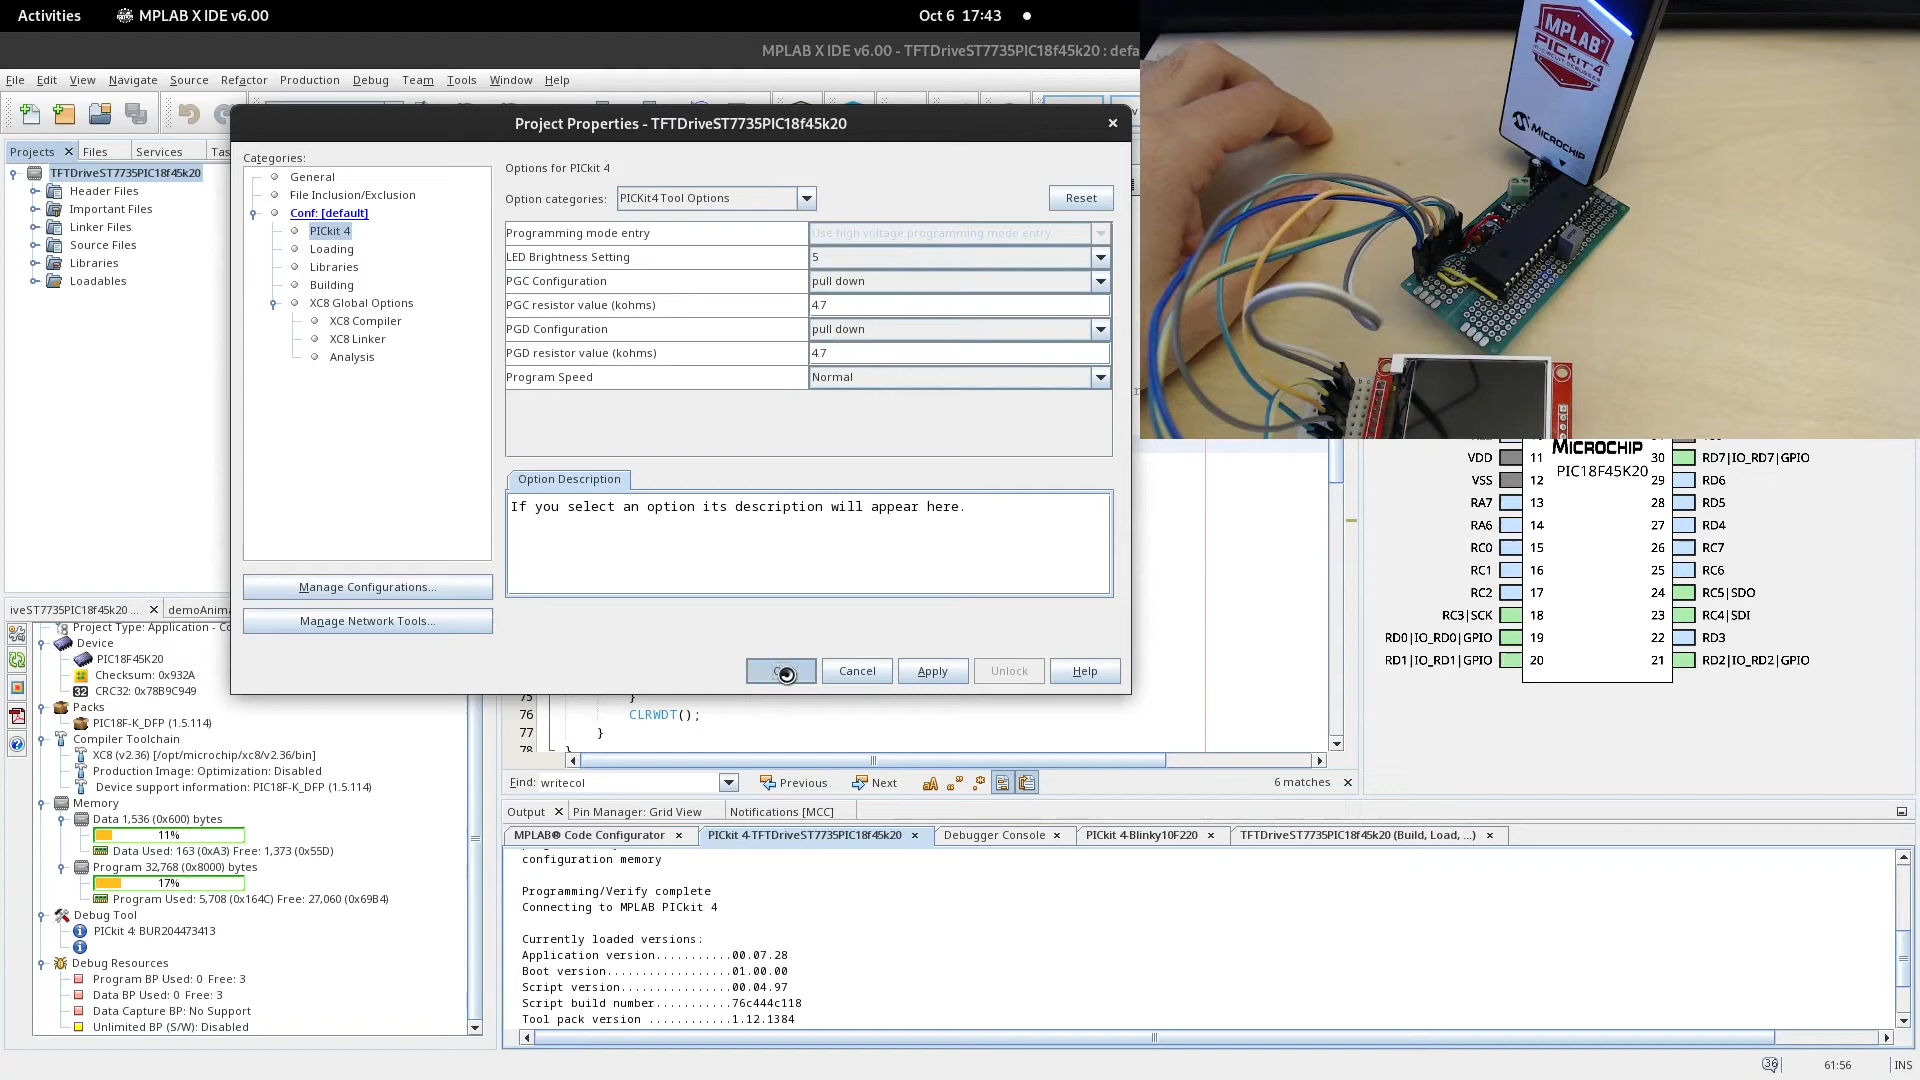 Activities
MPLAB X IDE v6.00
Oct 6 17:43
MPLAB X IDE v6.00 - TFTDriveST7735PIC18f45k20 : defa
File Edit View Navigate Source Refactor Production Debug Team Tools Window Help
Projects
Files
Services
Tas
TFTDriveST7735PIC18f45k20
Header Files
Important Files
Linker Files
Source Files
Libraries
Loadables
Project Properties - TFTDriveST7735PIC18f45k20
Categories:
General
File Inclusion/Exclusion
Conf: [default]
PICkit 4
Loading
Libraries
Building
XC8 Global Options
XC8 Compiler
XC8 Linker
Analysis
Manage Configurations...
Manage Network Tools...
Options for PICkit 4
Option categories: PICKit4 Tool Options
Reset
Programming mode entry Use high voltage programming mode entry
LED Brightness Setting 5
PGC Configuration pull down
PGC resistor value (kohms) 4.7
PGD Configuration pull down
PGD resistor value (kohms) 4.7
Program Speed Normal
Option Description
If you select an option its description will appear here.
Cancel
Apply
Unlock
Help
MPLAB
PICKIT 4
IN-CIRCUIT DEBUGGER
MICROCHIP
MICROCHIP
PIC18F45K20
VDD 11 30 RD7|IO_RD7|GPIO
VSS 12 29 RD6
RA7 13 28 RD5
RA6 14 27 RD4
RC0 15 26 RC7
RC1 16 25 RC6
RC2 17 24 RC5|SDO
RC3|SCK 18 23 RC4|SDI
RD0|IO_RD0|GPIO 19 22 RD3
RD1|IO_RD1|GPIO 20 21 RD2|IO_RD2|GPIO
iveST7735PIC18f45k20 ...
demoAnima
Project Type: Application - Co
Device
PIC18F45K20
Checksum: 0x932A
CRC32: 0x78B9C949
Packs
PIC18F-K_DFP (1.5.114)
Compiler Toolchain
XC8 (v2.36) [/opt/microchip/xc8/v2.36/bin]
Production Image: Optimization: Disabled
Device support information: PIC18F-K_DFP (1.5.114)
Memory
Data 1,536 (0x600) bytes
11%
Data Used: 163 (0xA3) Free: 1,373 (0x55D)
Program 32,768 (0x8000) bytes
17%
Program Used: 5,708 (0x164C) Free: 27,060 (0x69B4)
Debug Tool
PICkit 4: BUR204473413
Debug Resources
Program BP Used: 0 Free: 3
Data BP Used: 0 Free: 3
Data Capture BP: No Support
Unlimited BP (S/W): Disabled
75 }
76 CLRWDT();
77 }
78 }
Find: writecol
Previous
Next
6 matches
Output
Pin Manager: Grid View
Notifications [MCC]
MPLAB® Code Configurator
PICkit 4-TFTDriveST7735PIC18f45k20
Debugger Console
PICkit 4-Blinky10F220
TFTDriveST7735PIC18f45k20 (Build, Load, ...)
configuration memory
Programming/Verify complete
Connecting to MPLAB PICkit 4
Currently loaded versions:
Application version...........00.07.28
Boot version..................01.00.00
Script version................00.04.97
Script build number...........76c444c118
Tool pack version ............1.12.1384
61:56
INS